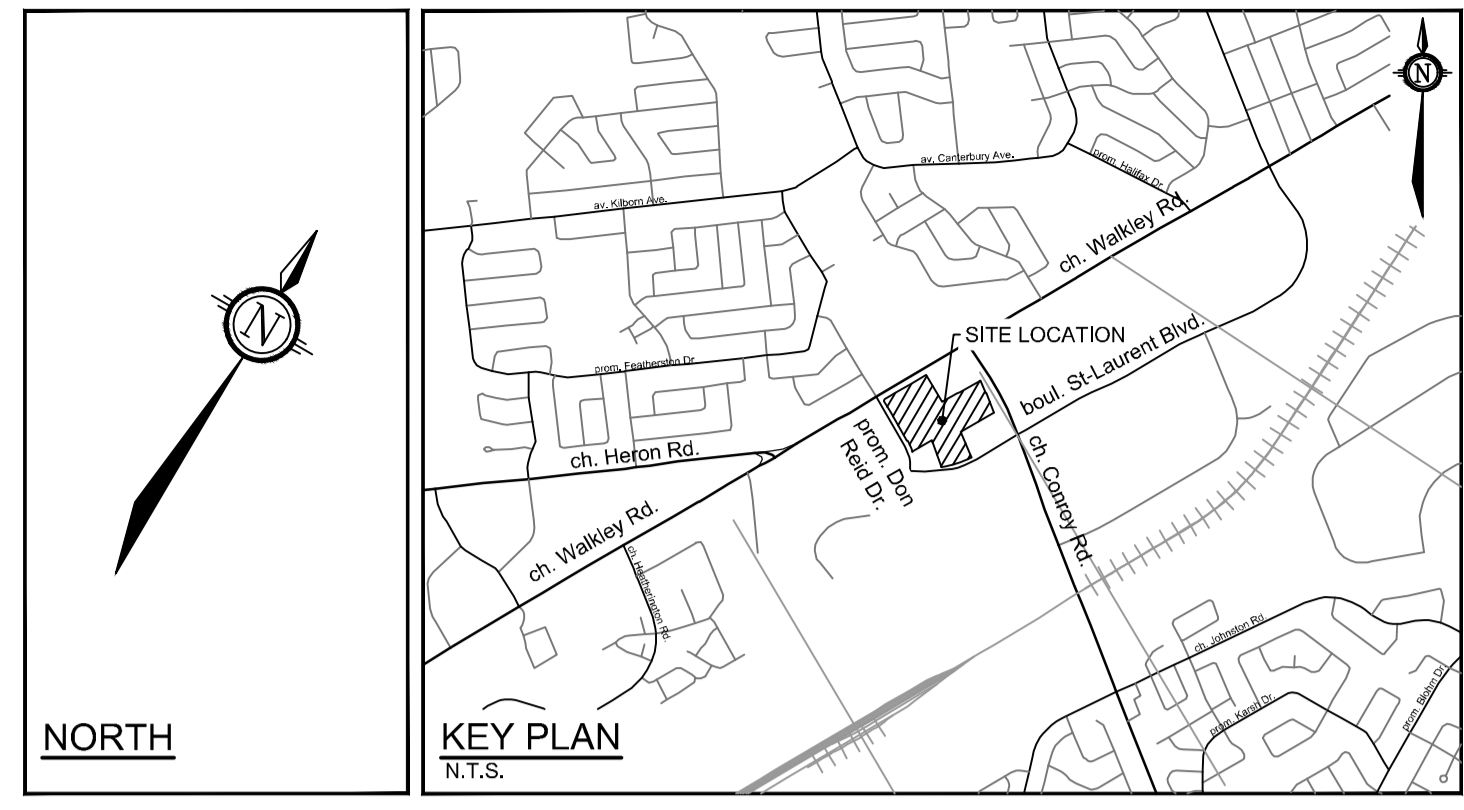 N
NORTH
N
av. Canterbury Ave.
prom. Halifax Dr.
av. Kilborn Ave.
ch. Walkley Rd.
SITE LOCATION
boul. St-Laurent Blvd.
prom. Featherston Dr.
prom. Don
Reid Dr.
ch. Heron Rd.
ch. Conroy Rd.
ch. Walkley Rd.
ch. Heatherington Rd.
ch. Johnston Rd.
prom. Karsh Dr.
prom. Blohm Dr.
KEY PLAN
N.T.S.